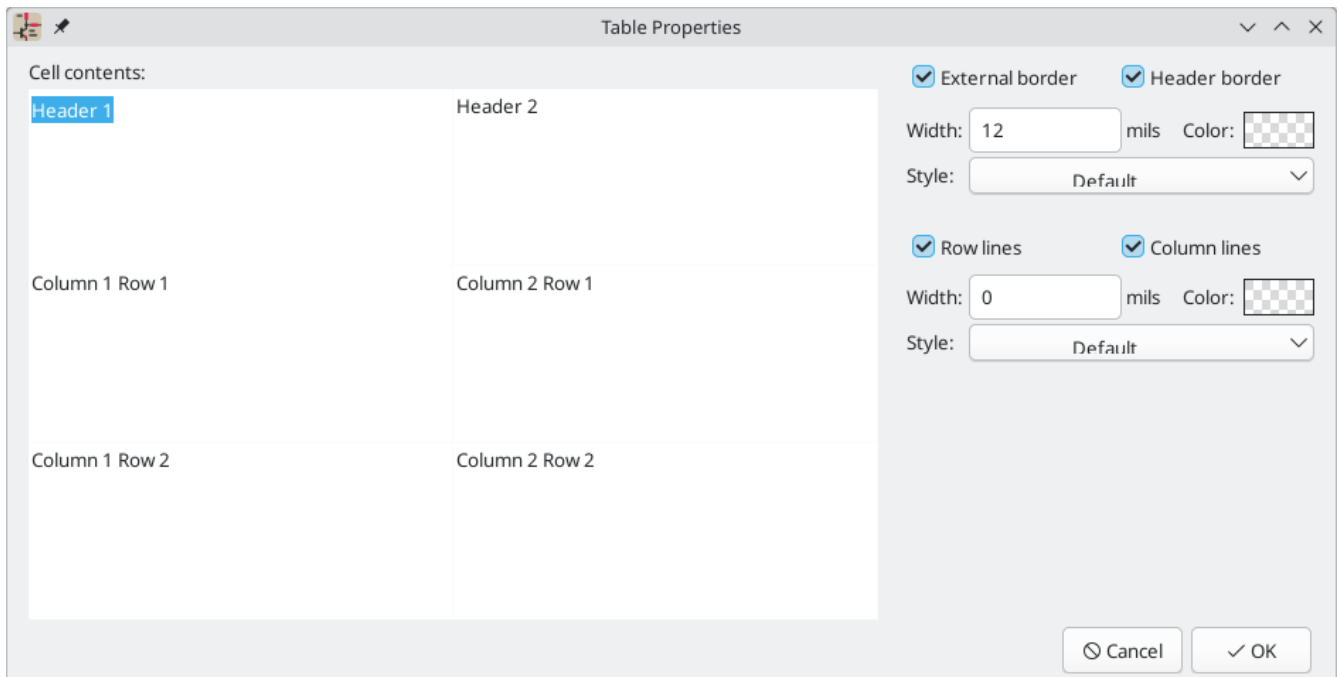 Table Properties
Cell contents:
Header 1
Header 2
Column 1 Row 1
Column 2 Row 1
Column 1 Row 2
Column 2 Row 2
External border
Header border
Width: 12 mils Color:
Style: Default
Row lines
Column lines
Width: 0 mils Color:
Style: Default
Cancel
OK